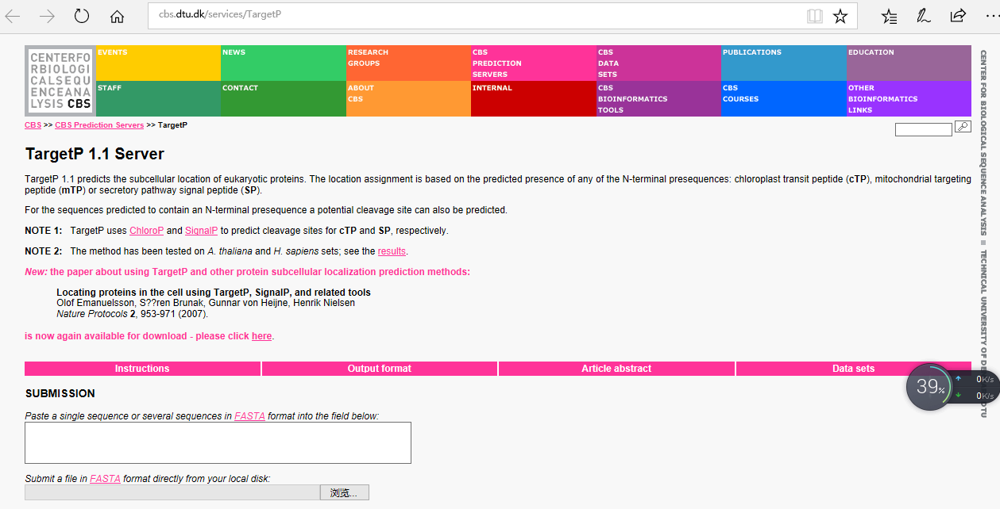 cbs.dtu.dk/services/TargetP
CENTERFO
RBIOLOGI
CALSEQU
ENCEANA
LYSIS CBS
EVENTS
NEWS
RESEARCH
GROUPS
CBS
PREDICTION
SERVERS
CBS
DATA
SETS
PUBLICATIONS
EDUCATION
STAFF
CONTACT
ABOUT
CBS
INTERNAL
CBS
BIOINFORMATICS
TOOLS
CBS
COURSES
OTHER
BIOINFORMATICS
LINKS
CBS >> CBS Prediction Servers >> TargetP
TargetP 1.1 Server
TargetP 1.1 predicts the subcellular location of eukaryotic proteins. The location assignment is based on the predicted presence of any of the N-terminal presequences: chloroplast transit peptide (cTP), mitochondrial targeting
peptide (mTP) or secretory pathway signal peptide (SP).
For the sequences predicted to contain an N-terminal presequence a potential cleavage site can also be predicted.
NOTE 1: TargetP uses ChloroP and SignalP to predict cleavage sites for cTP and SP, respectively.
NOTE 2: The method has been tested on A. thaliana and H. sapiens sets; see the results.
New: the paper about using TargetP and other protein subcellular localization prediction methods:
Locating proteins in the cell using TargetP, SignalP, and related tools
Olof Emanuelsson, S??ren Brunak, Gunnar von Heijne, Henrik Nielsen
Nature Protocols 2, 953-971 (2007).
is now again available for download - please click here.
Instructions
Output format
Article abstract
Data sets
SUBMISSION
Paste a single sequence or several sequences in FASTA format into the field below:
Submit a file in FASTA format directly from your local disk:
浏览...
CENTER FOR BIOLOGICAL SEQUENCE ANALYSIS
TECHNICAL UNIVERSITY OF DE
DTU
39%
0K/s
0K/s